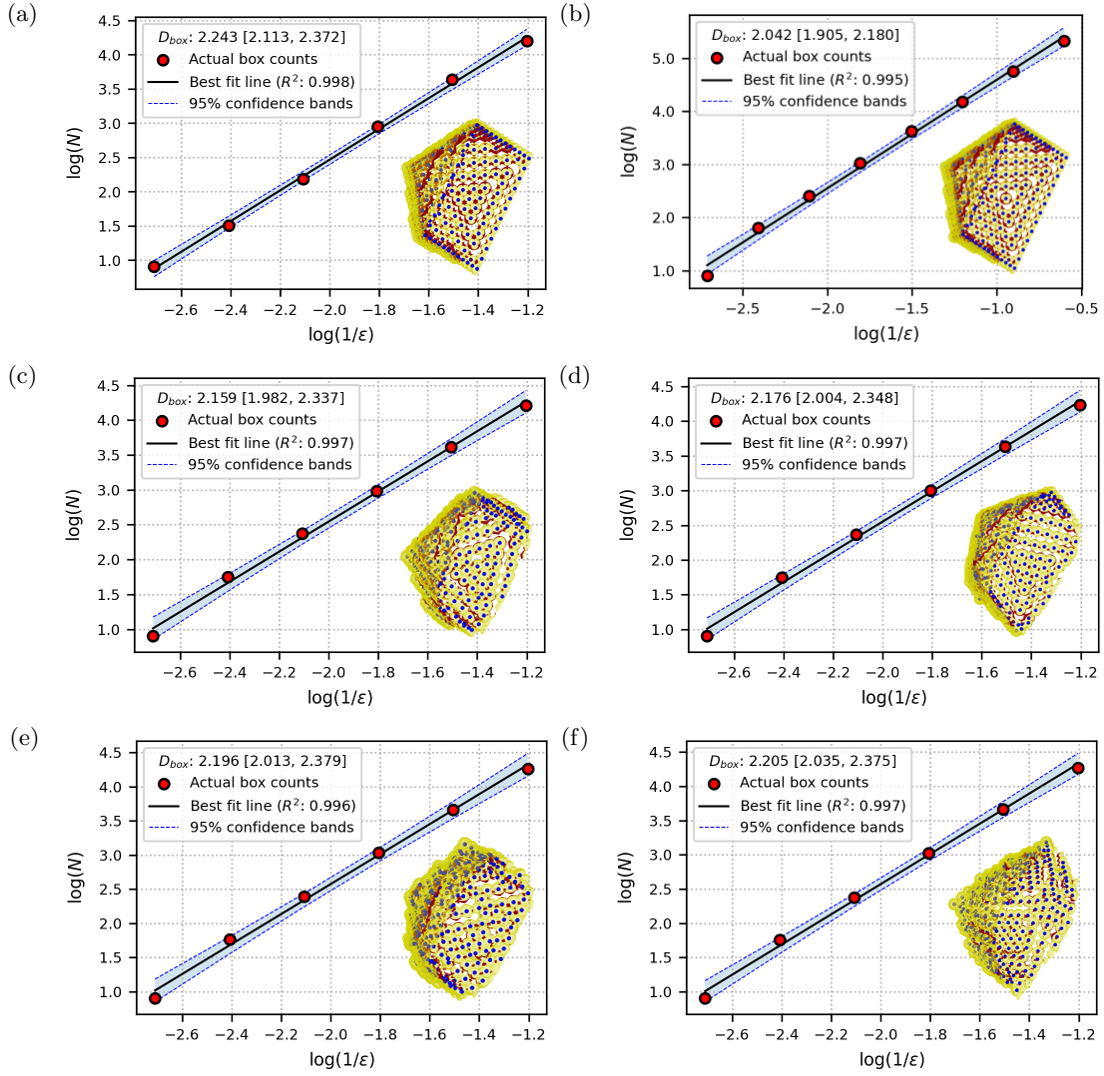 (a)
D_box: 2.243 [2.113, 2.372]
Actual box counts
Best fit line (R²: 0.998)
95% confidence bands
log(N)
4.5
4.0
3.5
3.0
2.5
2.0
1.5
1.0
−2.6 −2.4 −2.2 −2.0 −1.8 −1.6 −1.4 −1.2
log(1/ε)
(b)
D_box: 2.042 [1.905, 2.180]
Actual box counts
Best fit line (R²: 0.995)
95% confidence bands
log(N)
5.0
4.0
3.0
2.0
1.0
−2.5 −2.0 −1.5 −1.0 −0.5
log(1/ε)
(c)
D_box: 2.159 [1.982, 2.337]
Actual box counts
Best fit line (R²: 0.997)
95% confidence bands
log(N)
4.5
4.0
3.5
3.0
2.5
2.0
1.5
1.0
−2.6 −2.4 −2.2 −2.0 −1.8 −1.6 −1.4 −1.2
log(1/ε)
(d)
D_box: 2.176 [2.004, 2.348]
Actual box counts
Best fit line (R²: 0.997)
95% confidence bands
log(N)
4.5
4.0
3.5
3.0
2.5
2.0
1.5
1.0
−2.6 −2.4 −2.2 −2.0 −1.8 −1.6 −1.4 −1.2
log(1/ε)
(e)
D_box: 2.196 [2.013, 2.379]
Actual box counts
Best fit line (R²: 0.996)
95% confidence bands
log(N)
4.5
4.0
3.5
3.0
2.5
2.0
1.5
1.0
−2.6 −2.4 −2.2 −2.0 −1.8 −1.6 −1.4 −1.2
log(1/ε)
(f)
D_box: 2.205 [2.035, 2.375]
Actual box counts
Best fit line (R²: 0.997)
95% confidence bands
log(N)
4.5
4.0
3.5
3.0
2.5
2.0
1.5
1.0
−2.6 −2.4 −2.2 −2.0 −1.8 −1.6 −1.4 −1.2
log(1/ε)